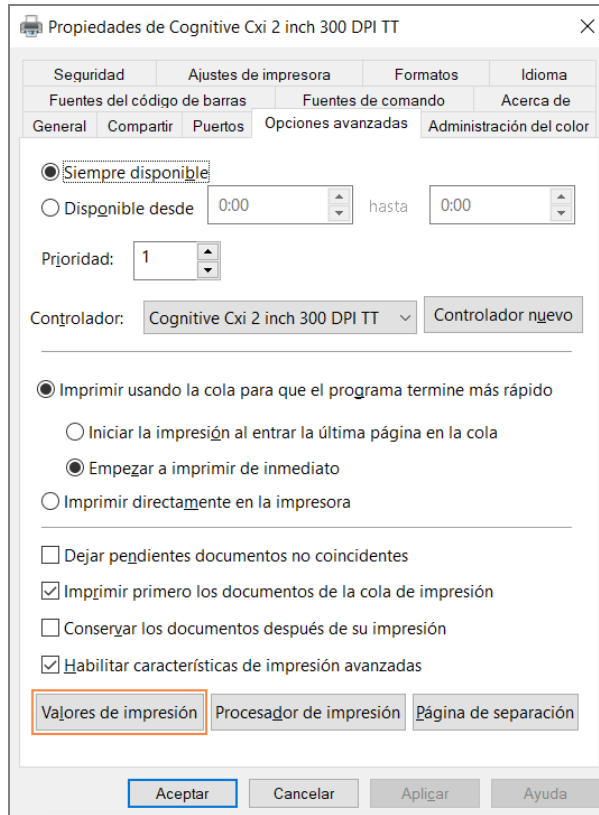 Propiedades de Cognitive Cxi 2 inch 300 DPI TT
Seguridad Ajustes de impresora Formatos Idioma
Fuentes del código de barras Fuentes de comando Acerca de
General Compartir Puertos Opciones avanzadas Administración del color
Siempre disponible
Disponible desde 0:00 hasta 0:00
Prioridad: 1
Controlador: Cognitive Cxi 2 inch 300 DPI TT Controlador nuevo
Imprimir usando la cola para que el programa termine más rápido
Iniciar la impresión al entrar la última página en la cola
Empezar a imprimir de inmediato
Imprimir directamente en la impresora
Dejar pendientes documentos no coincidentes
Imprimir primero los documentos de la cola de impresión
Conservar los documentos después de su impresión
Habilitar características de impresión avanzadas
Valores de impresión Procesador de impresión Página de separación
Aceptar Cancelar Aplicar Ayuda